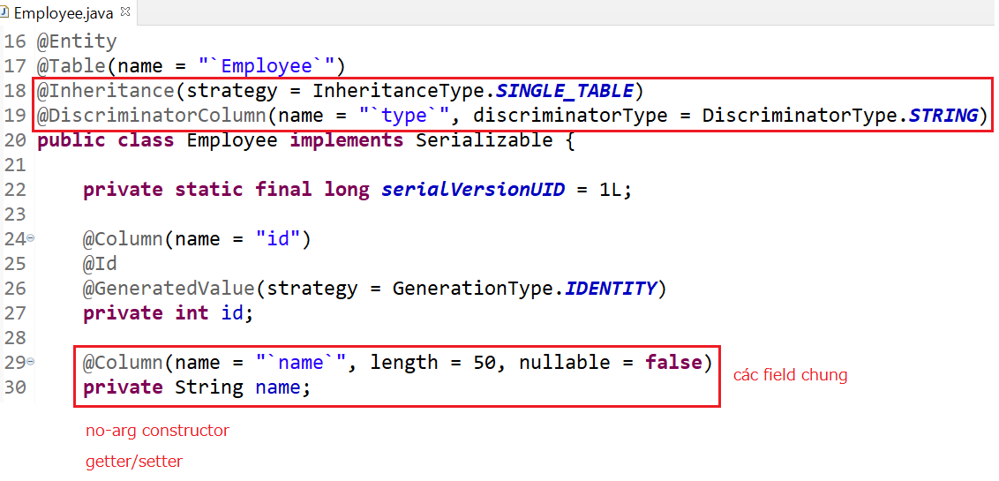 Employee.java
16 @Entity
17 @Table(name = "`Employee`")
18 @Inheritance(strategy = InheritanceType.SINGLE_TABLE)
19 @DiscriminatorColumn(name = "`type`", discriminatorType = DiscriminatorType.STRING)
20 public class Employee implements Serializable {
21
22 private static final long serialVersionUID = 1L;
23
24 @Column(name = "id")
25 @Id
26 @GeneratedValue(strategy = GenerationType.IDENTITY)
27 private int id;
28
29 @Column(name = "`name`", length = 50, nullable = false)
các field chung
30 private String name;
no-arg constructor
getter/setter